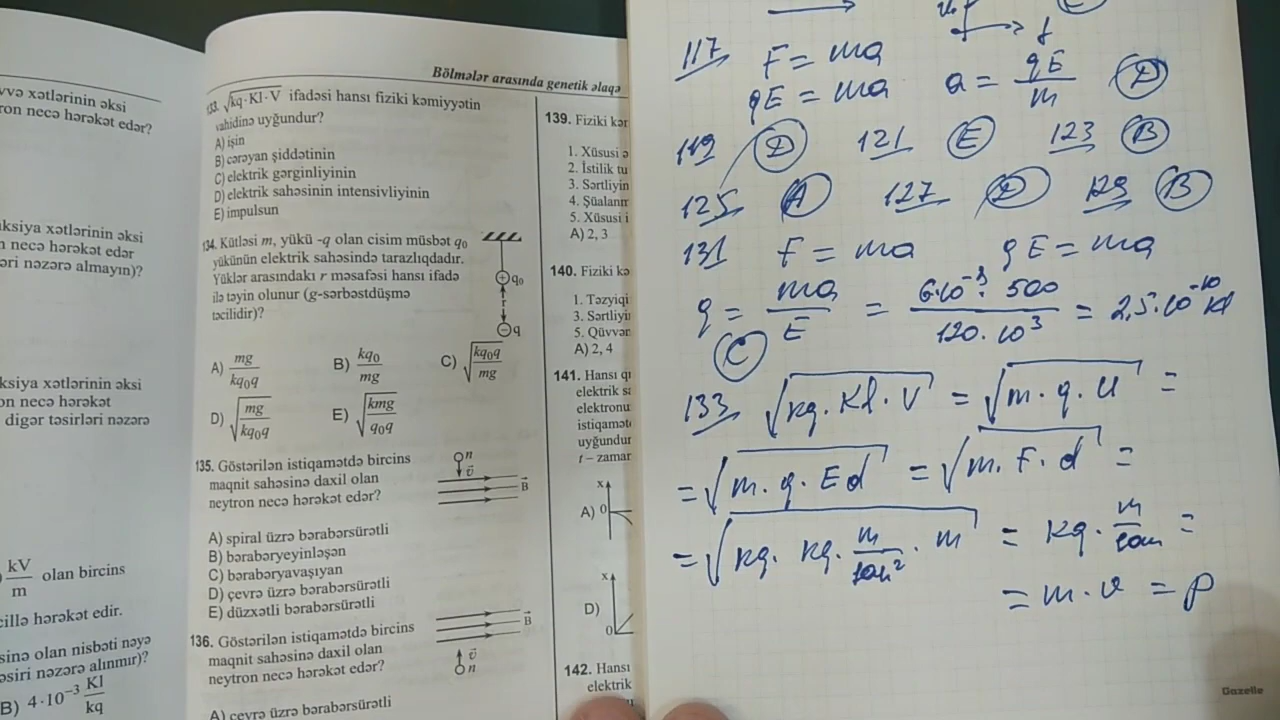 vvə xətlərinin əksi
ron necə hərəkət edər?
ksiya xətlərinin əksi
n necə hərəkət edər
əri nəzərə almayın)?
ksiya xətlərinin əksi
on necə hərəkət
digər təsirləri nəzərə
kV/m olan bircins
cillə hərəkət edir.
sinə olan nisbəti nəyə
əsiri nəzərə alınmır)?
B) 4·10⁻³ Kl/kq
Bölmələr arasında genetik əlaqə
133. √(kq·Kl·V) ifadəsi hansı fiziki kəmiyyətin
vahidinə uyğundur?
A) işin
B) cərəyan şiddətinin
C) elektrik gərginliyinin
D) elektrik sahəsinin intensivliyinin
E) impulsun
134. Kütləsi m, yükü -q olan cisim müsbət q₀
yükünün elektrik sahəsində tarazlıqdadır.
Yüklər arasındakı r məsafəsi hansı ifadə
ilə təyin olunur (g-sərbəstdüşmə
təcilidir)?
q₀
r
q
A) mg/kq₀q B) kq₀/mg C) √(kq₀q/mg)
D) √(mg/kq₀q) E) √(kmg/q₀q)
135. Göstərilən istiqamətdə bircins
maqnit sahəsinə daxil olan
neytron necə hərəkət edər?
n
v⃗
B⃗
A) spiral üzrə bərabərsürətli
B) bərabəryeyinləşən
C) bərabəryavaşıyan
D) çevrə üzrə bərabərsürətli
E) düzxətli bərabərsürətli
136. Göstərilən istiqamətdə bircins
maqnit sahəsinə daxil olan
neytron necə hərəkət edər?
B⃗
v⃗
n
A) çevrə üzrə bərabərsürətli
139. Fiziki kər
1. Xüsusi ə
2. İstilik tu
3. Sərtliyin
4. Şüalanm
5. Xüsusi i
A) 2, 3
140. Fiziki kə
1. Təzyiqi
3. Sərtliyin
5. Qüvvər
A) 2, 4
141. Hansı qı
elektrik sa
elektronu
istiqamətə
uyğundur
t – zamar
x
A) 0
x
D)
0
142. Hansı
elektrik
117 F = ma
qE = ma a = qE/m D
119 D 121 E 123 B
125 A 127 D 129 B
131 F = ma qE = ma
q = ma/E = 6·10⁻⁸·500/120·10³ = 2,5·10⁻¹⁰ Kl
C
133 √(kq·Kl·V) = √(m·q·U) =
= √(m·q·Ed) = √(m·F·d) =
= √(kq·kq·m/san²·m) = kq·m/san =
= m·v = p
Gazelle